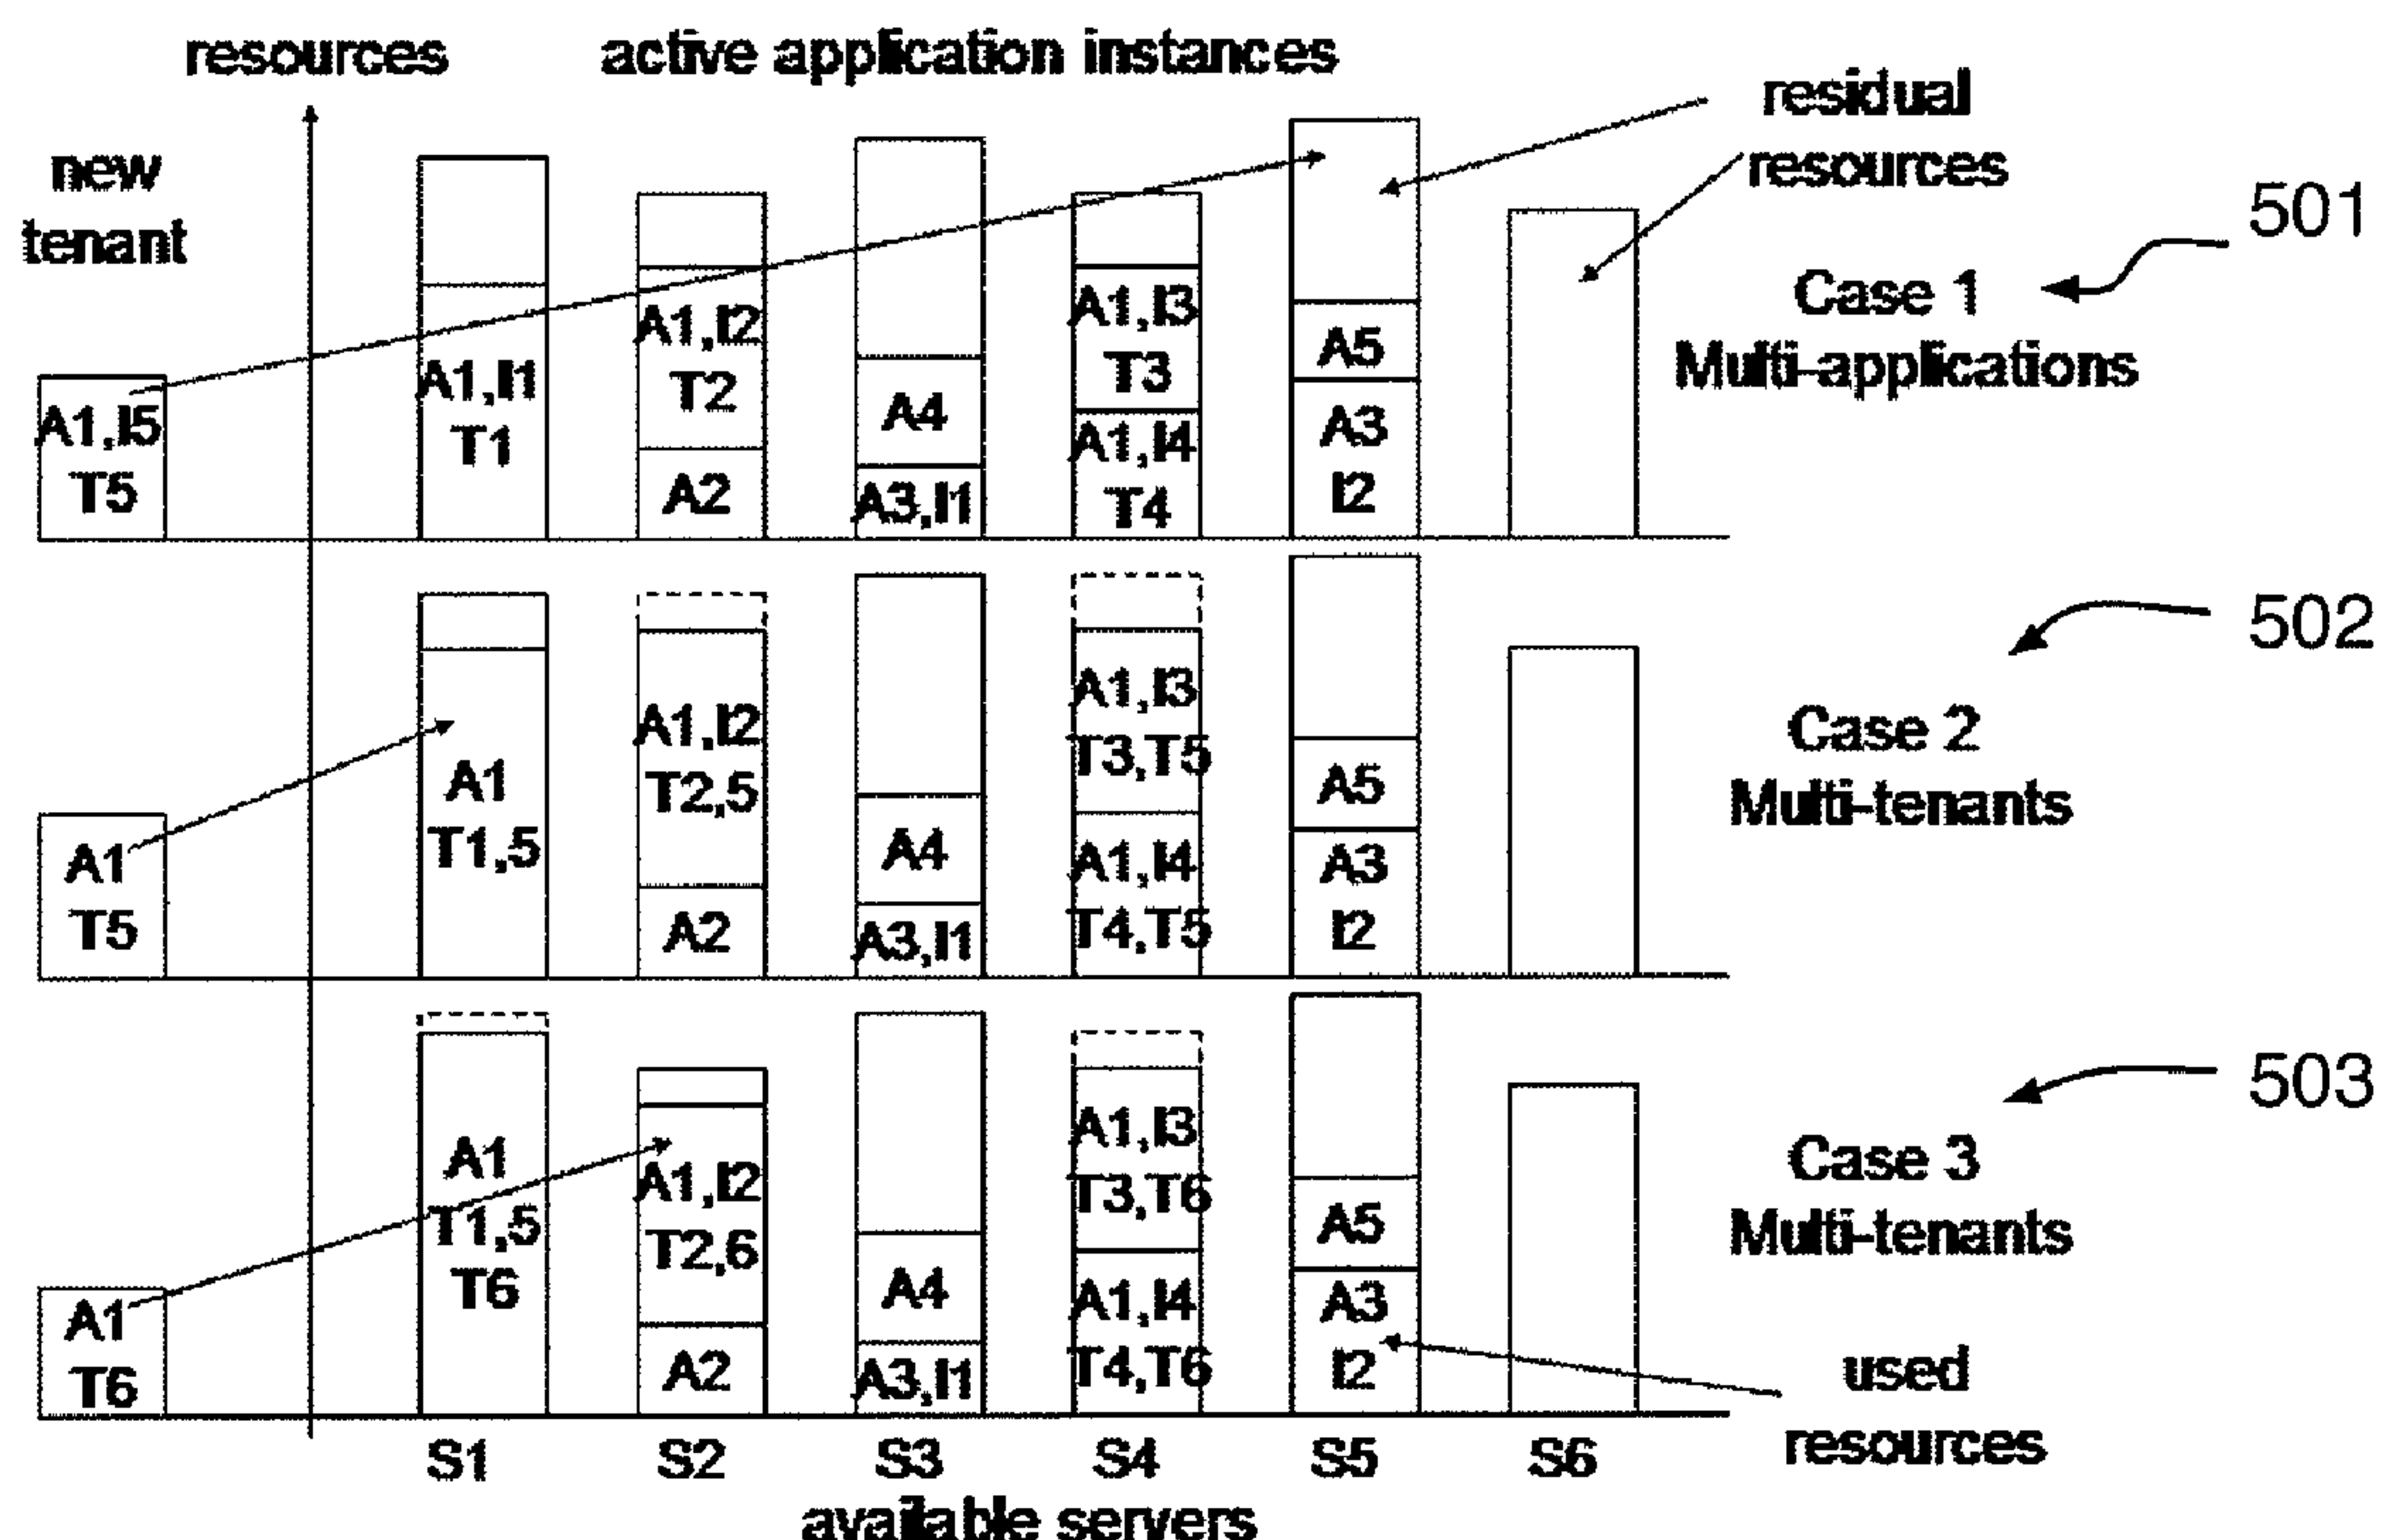 resources active application instances
residual
resources
new
tenant
501
Case 1
Multi-applications
A1,I5
T5
A1,I1
T1
A1,I2
T2
A2
A4
A3,I1
A1,I3
T3
A1,I4
T4
A5
A3
I2
502
Case 2
Multi-tenants
A1
T5
A1
T1,5
A1,I2
T2,5
A2
A4
A3,I1
A1,I3
T3,T5
A1,I4
T4,T5
A5
A3
I2
503
Case 3
Multi-tenants
A1
T6
A1
T1,5
T6
A1,I2
T2,6
A2
A4
A3,I1
A1,I3
T3,T6
A1,I4
T4,T6
A5
A3
I2
used
resources
S1 S2 S3 S4 S5 S6
available servers